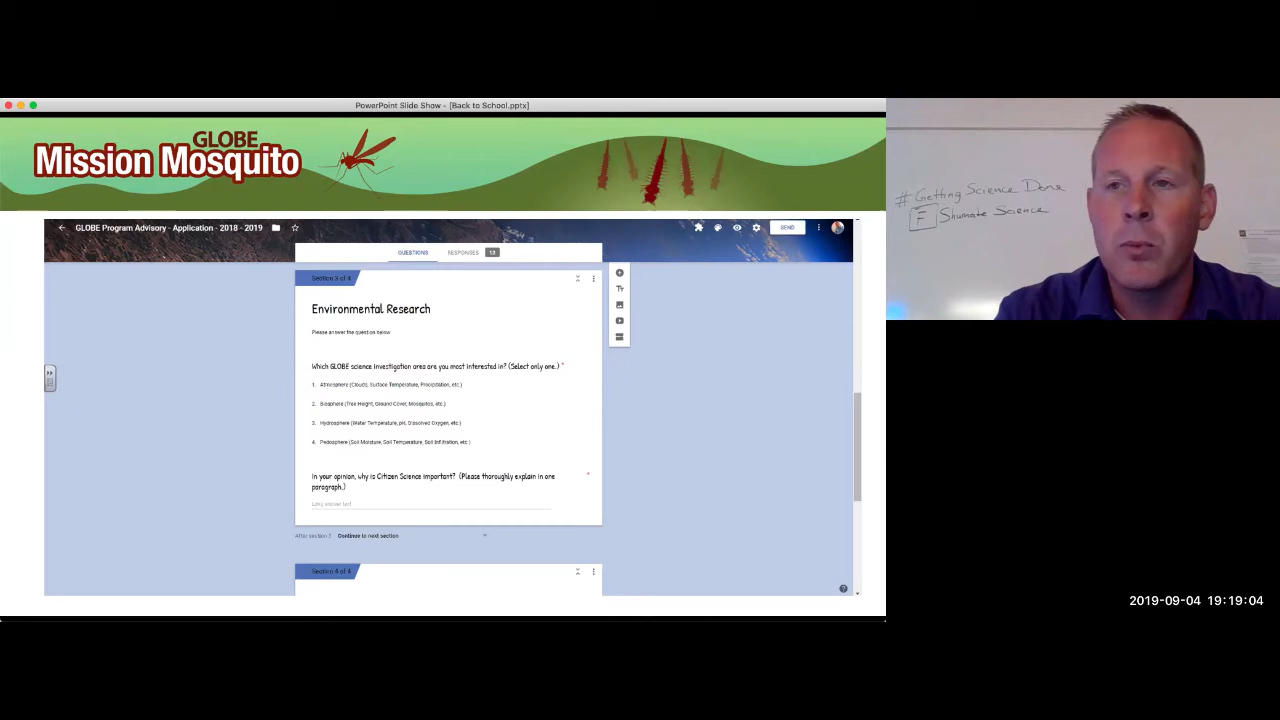 PowerPoint Slide Show - [Back to School.pptx]
GLOBE
Mission Mosquito
GLOBE Program Advisory - Application - 2018 - 2019
SEND
QUESTIONS RESPONSES 13
Section 3 of 4
Environmental Research
Please answer the question below
Which GLOBE science investigation area are you most interested in? (Select only one.) *
1. Atmosphere (Clouds, Surface Temperature, Precipitation, etc.)
2. Biosphere (Tree Height, Ground Cover, Mosquitos, etc.)
3. Hydrosphere (Water Temperature, pH, Dissolved Oxygen, etc.)
4. Pedosphere (Soil Moisture, Soil Temperature, Soil Infiltration, etc.)
In your opinion, why is Citizen Science important? (Please thoroughly explain in one *
paragraph.)
Long answer text
After section 3 Continue to next section
Section 4 of 4
# Getting Science Done
F Shumate Science
2019-09-04 19:19:04